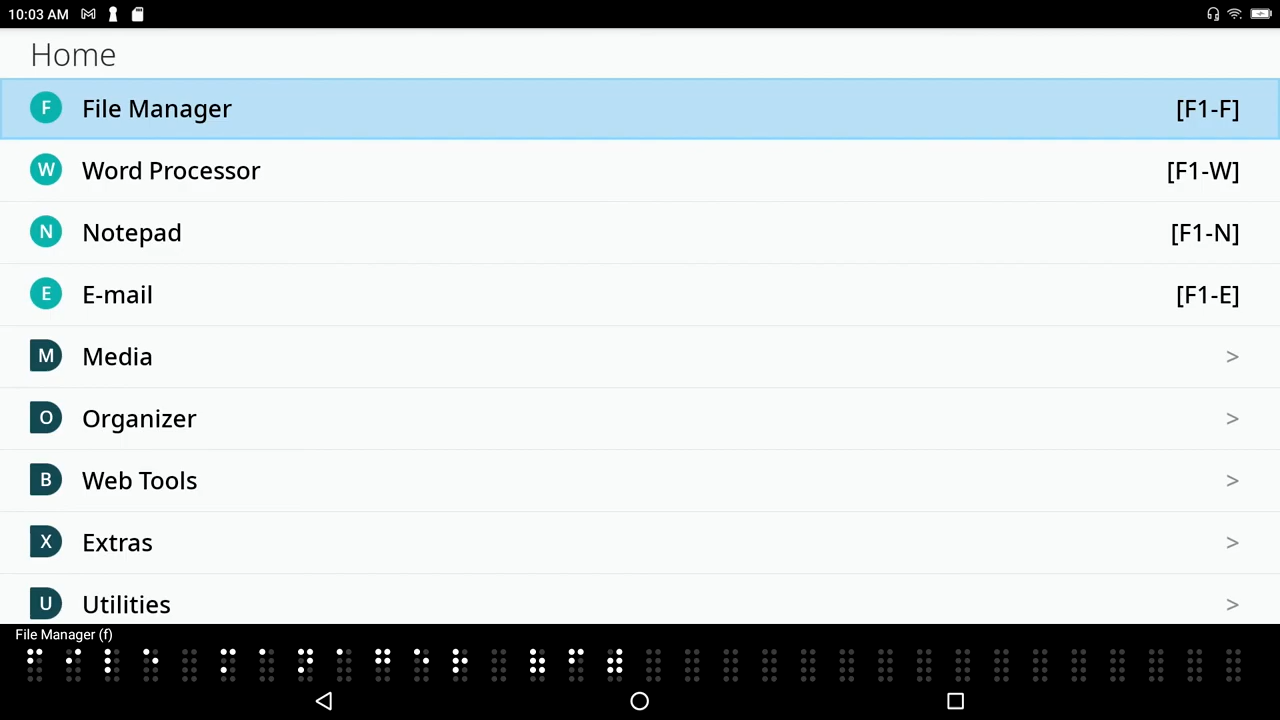 10:03 AM
Home
F File Manager [F1-F]
W Word Processor [F1-W]
N Notepad [F1-N]
E E-mail [F1-E]
M Media >
O Organizer >
B Web Tools >
X Extras >
U Utilities >
File Manager (f)